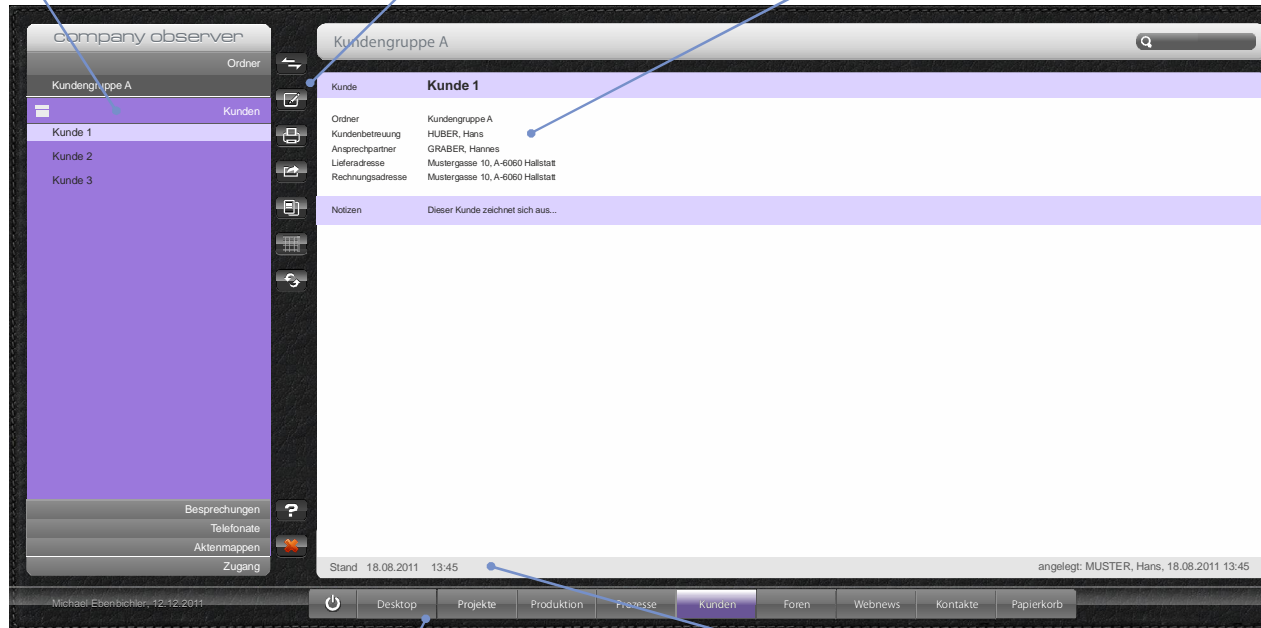 company observer
Ordner
Kundengruppe A
Kunden
Kunde 1
Kunde 2
Kunde 3
Besprechungen
Telefonate
Aktenmappen
Zugang
?
Kundengruppe A
Kunde Kunde 1
Ordner Kundengruppe A
Kundenbetreuung HUBER, Hans
Ansprechpartner GRABER, Hannes
Lieferadresse Mustergasse 10, A-6060 Hallstatt
Rechnungsadresse Mustergasse 10, A-6060 Hallstatt
Notizen Dieser Kunde zeichnet sich aus...
Stand 18.08.2011 13:45 angelegt: MUSTER, Hans, 18.08.2011 13:45
Michael Ebenbichler, 12.12.2011 Desktop Projekte Produktion Prozesse Kunden Foren Webnews Kontakte Papierkorb